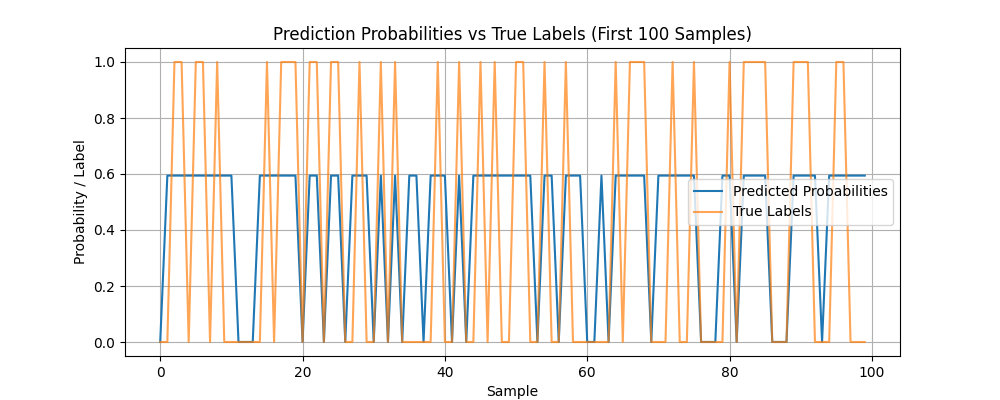 Prediction Probabilities vs True Labels (First 100 Samples)
1.0
0.8
0.6
0.4
0.2
0.0
Probability / Label
Predicted Probabilities
True Labels
0 20 40 60 80 100
Sample